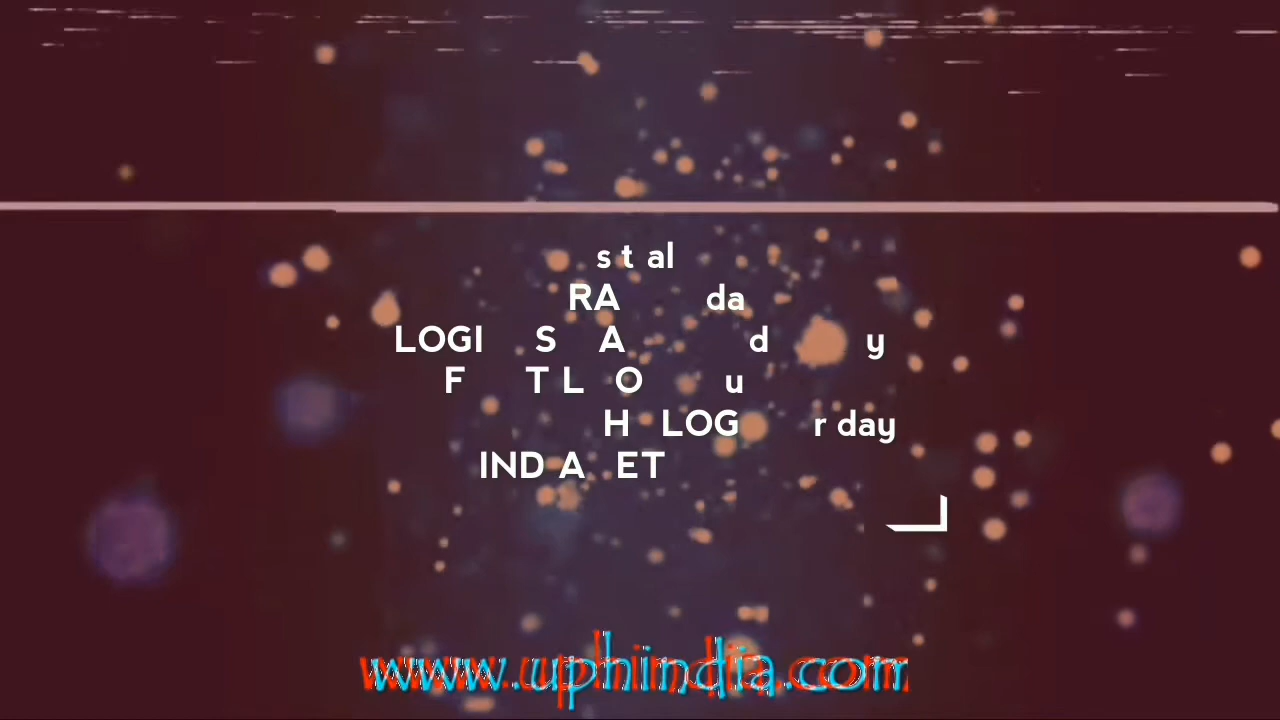 s t al
RA da
LOGI S A d y
F T L O u
H LOG r day
IND A ET
www.uphindia.com